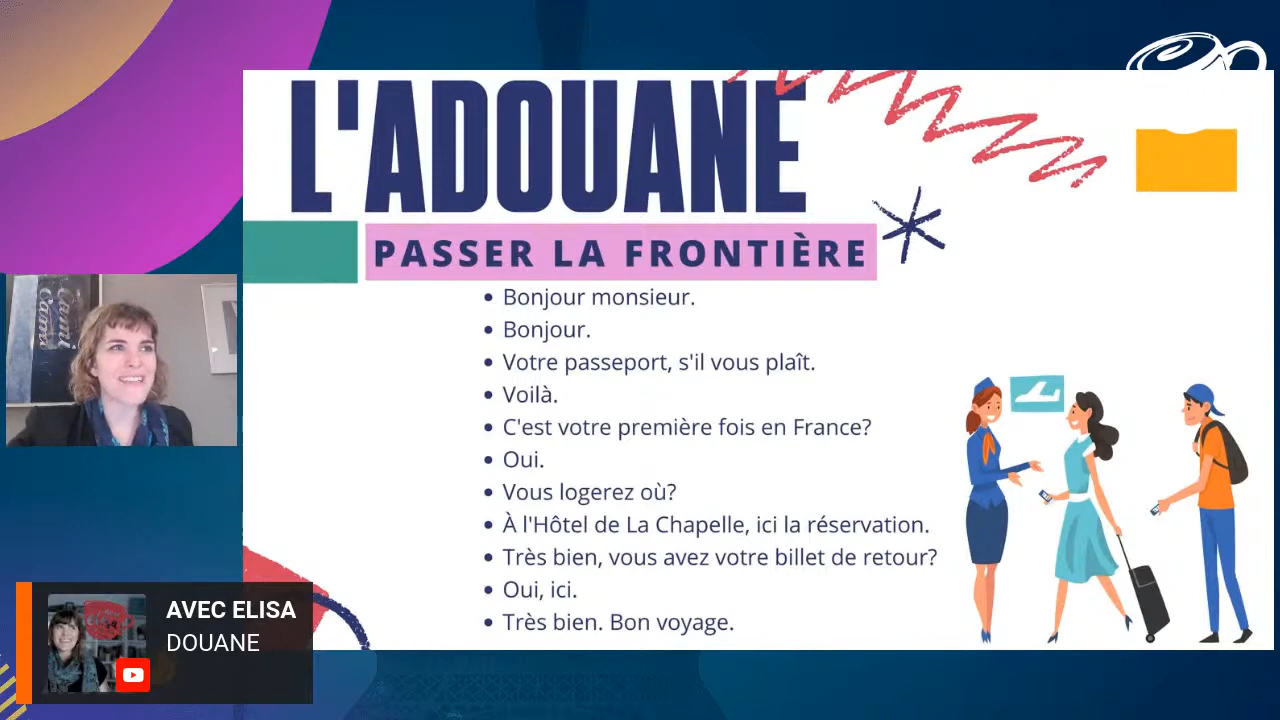 L'ADOUANE
PASSER LA FRONTIÈRE
• Bonjour monsieur.
• Bonjour.
• Votre passeport, s'il vous plaît.
• Voilà.
• C'est votre première fois en France?
• Oui.
• Vous logerez où?
• À l'Hôtel de La Chapelle, ici la réservation.
• Très bien, vous avez votre billet de retour?
• Oui, ici.
• Très bien. Bon voyage.
AVEC ELISA
DOUANE